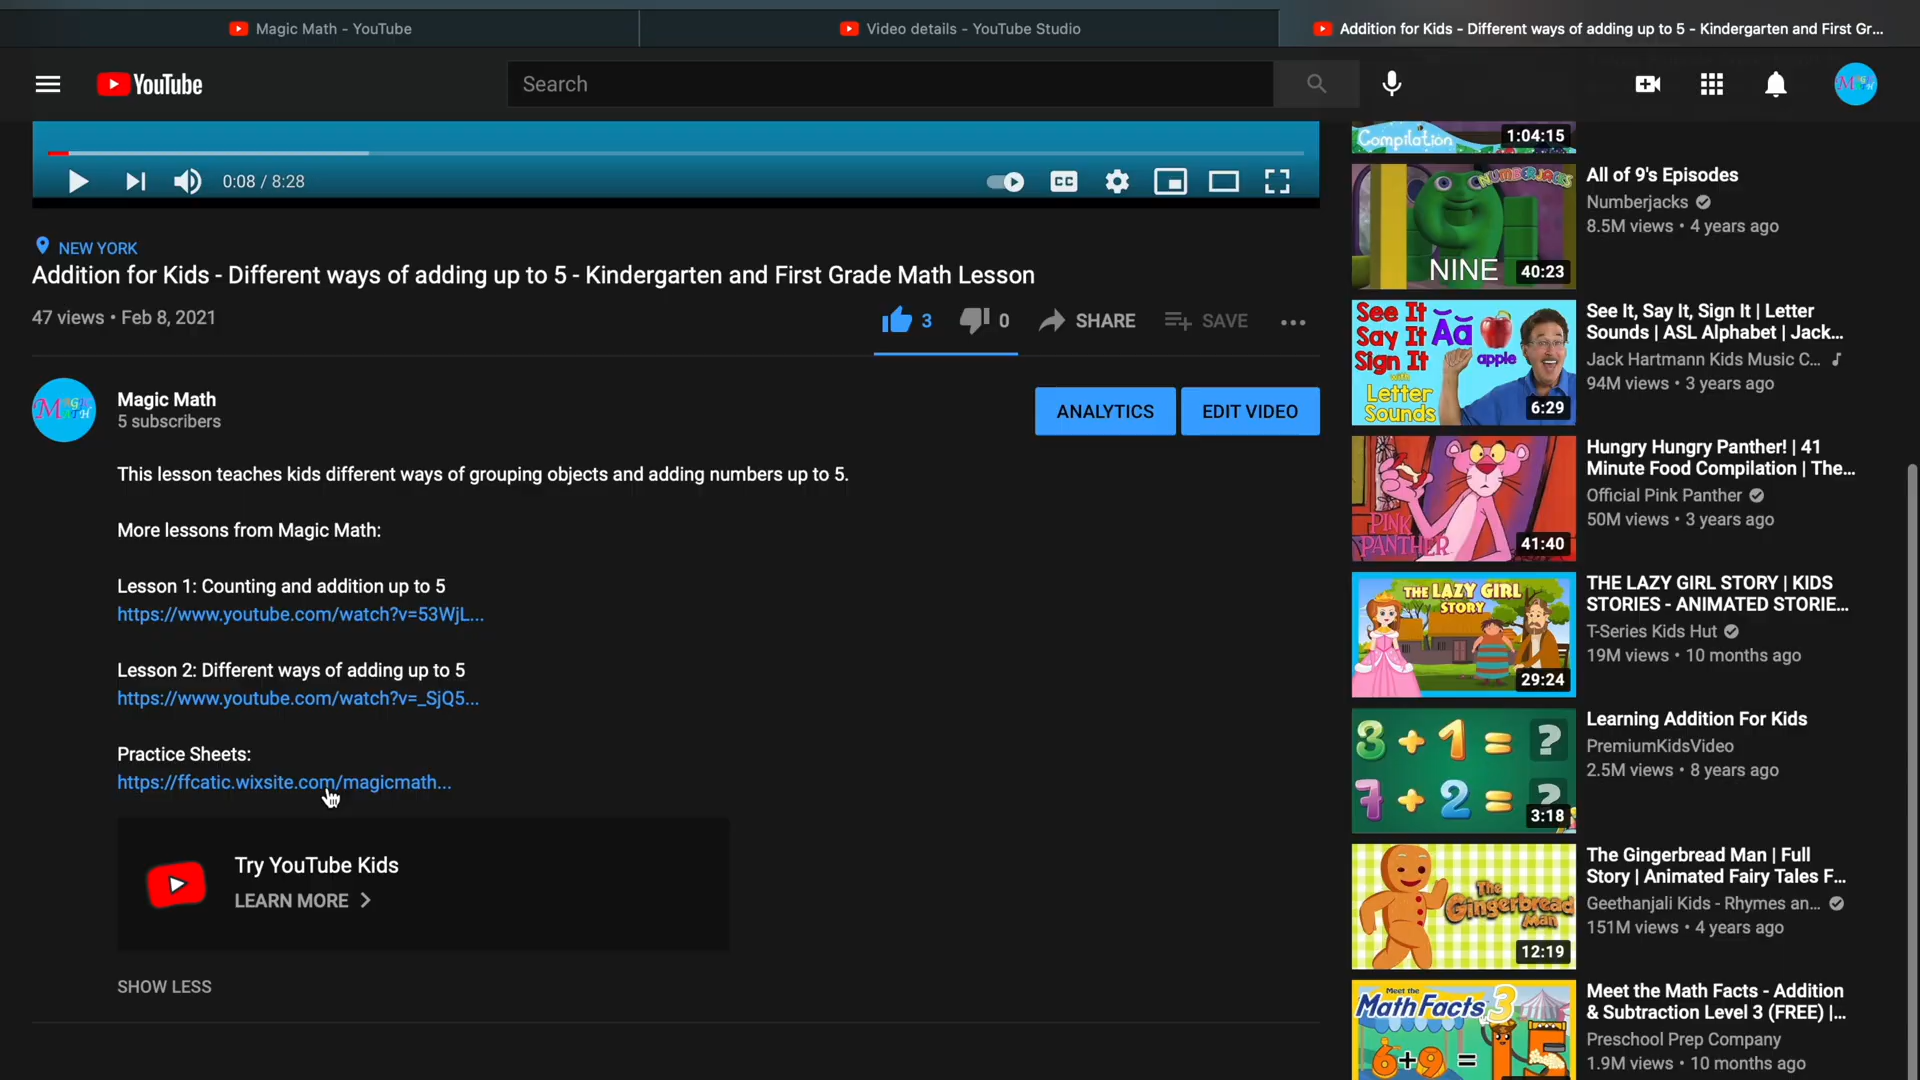 Magic Math - YouTube
Video details - YouTube Studio
Addition for Kids - Different ways of adding up to 5 - Kindergarten and First Gr...
YouTube
Search
0:08 / 8:28
CC
NEW YORK
Addition for Kids - Different ways of adding up to 5 - Kindergarten and First Grade Math Lesson
47 views • Feb 8, 2021
3
0
SHARE
SAVE
Magic Math
5 subscribers
ANALYTICS
EDIT VIDEO
This lesson teaches kids different ways of grouping objects and adding numbers up to 5.
More lessons from Magic Math:
Lesson 1: Counting and addition up to 5
https://www.youtube.com/watch?v=53WjL...
Lesson 2: Different ways of adding up to 5
https://www.youtube.com/watch?v=_SjQ5...
Practice Sheets:
https://ffcatic.wixsite.com/magicmath...
Try YouTube Kids
LEARN MORE
SHOW LESS
Compilation
1:04:15
NUMBERJACKS
NINE
40:23
All of 9's Episodes
Numberjacks
8.5M views • 4 years ago
See It
Say It
Sign It
with
Letter
Sounds
Aa
apple
6:29
See It, Say It, Sign It | Letter
Sounds | ASL Alphabet | Jack...
Jack Hartmann Kids Music C...
94M views • 3 years ago
PINK
PANTHER
41:40
Hungry Hungry Panther! | 41
Minute Food Compilation | The...
Official Pink Panther
50M views • 3 years ago
THE LAZY GIRL
STORY
29:24
THE LAZY GIRL STORY | KIDS
STORIES - ANIMATED STORIE...
T-Series Kids Hut
19M views • 10 months ago
3 + 1 = ?
7 + 2 = ?
3:18
Learning Addition For Kids
PremiumKidsVideo
2.5M views • 8 years ago
The
Gingerbread
Man
12:19
The Gingerbread Man | Full
Story | Animated Fairy Tales F...
Geethanjali Kids - Rhymes an...
151M views • 4 years ago
Meet the
Math Facts 3
6+9 = 15
Meet the Math Facts - Addition
& Subtraction Level 3 (FREE) |...
Preschool Prep Company
1.9M views • 10 months ago